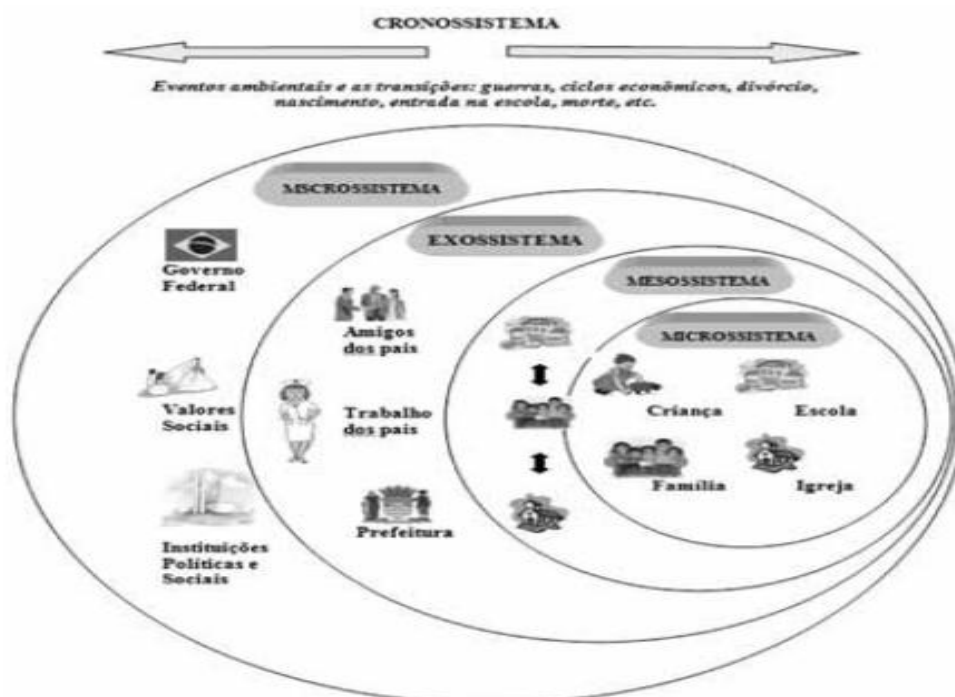 CRONOSSISTEMA
Eventos ambientais e as transições: guerras, ciclos econômicos, divórcio,
nascimento, entrada na escola, morte, etc.
MSCROSSISTEMA
EXOSSISTEMA
MESOSSISTEMA
MICROSSISTEMA
Governo
Federal
Amigos
dos pais
Valores
Sociais
Trabalho
dos pais
Criança
Escola
Família
Igreja
Prefeitura
Instituições
Políticas e
Sociais